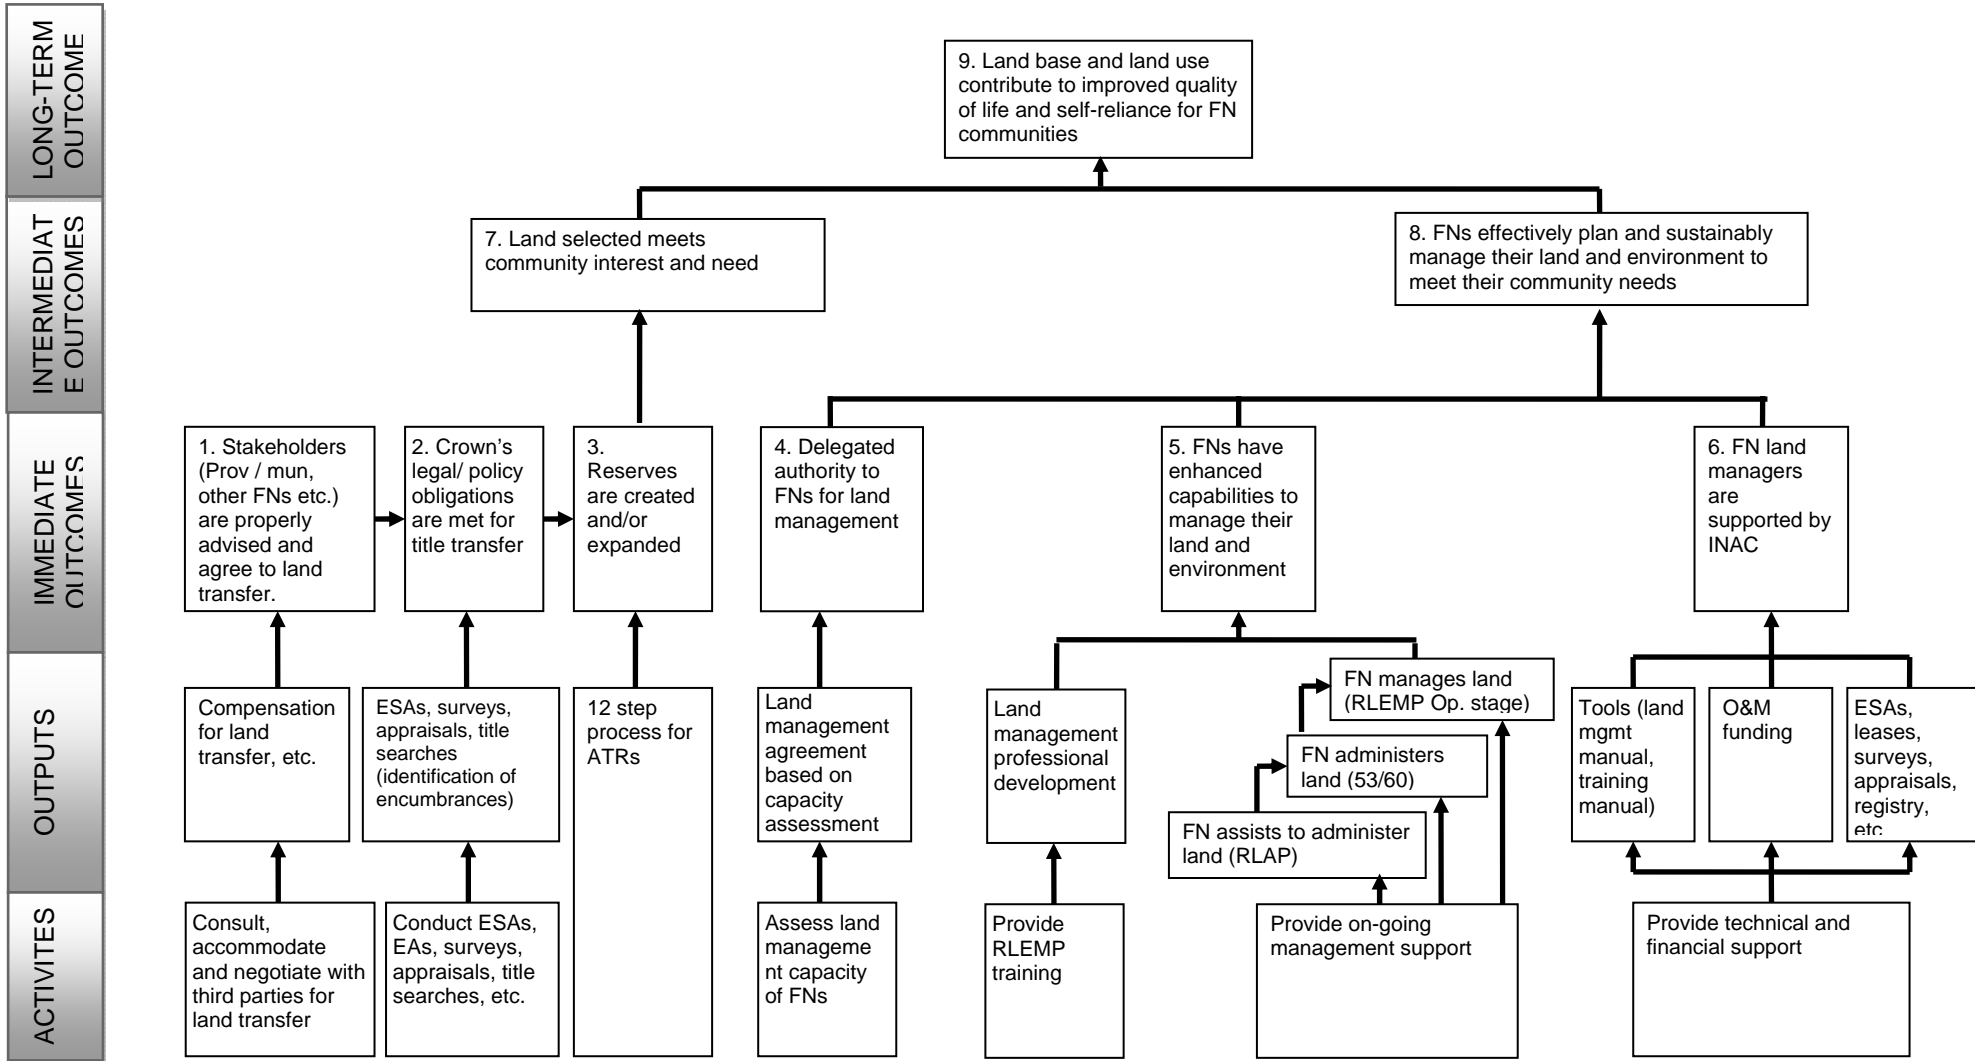 LONG-TERM
OUTCOME
9. Land base and land use
contribute to improved quality
of life and self-reliance for FN
communities
INTERMEDIAT
E OUTCOMES
7. Land selected meets
community interest and need
8. FNs effectively plan and sustainably
manage their land and environment to
meet their community needs
IMMEDIATE
OUTCOMES
1. Stakeholders
(Prov / mun,
other FNs etc.)
are properly
advised and
agree to land
transfer.
2. Crown's
legal/ policy
obligations
are met for
title transfer
3.
Reserves
are created
and/or
expanded
4. Delegated
authority to
FNs for land
management
5. FNs have
enhanced
capabilities to
manage their
land and
environment
6. FN land
managers
are
supported by
INAC
OUTPUTS
Compensation
for land
transfer, etc.
ESAs, surveys,
appraisals, title
searches
(identification of
encumbrances)
12 step
process for
ATRs
Land
management
agreement
based on
capacity
assessment
Land
management
professional
development
FN manages land
(RLEMP Op. stage)
FN administers
land (53/60)
FN assists to administer
land (RLAP)
Tools (land
mgmt
manual,
training
manual)
O&M
funding
ESAs,
leases,
surveys,
appraisals,
registry,
etc
ACTIVITES
Consult,
accommodate
and negotiate with
third parties for
land transfer
Conduct ESAs,
EAs, surveys,
appraisals, title
searches, etc.
Assess land
manageme
nt capacity
of FNs
Provide
RLEMP
training
Provide on-going
management support
Provide technical and
financial support